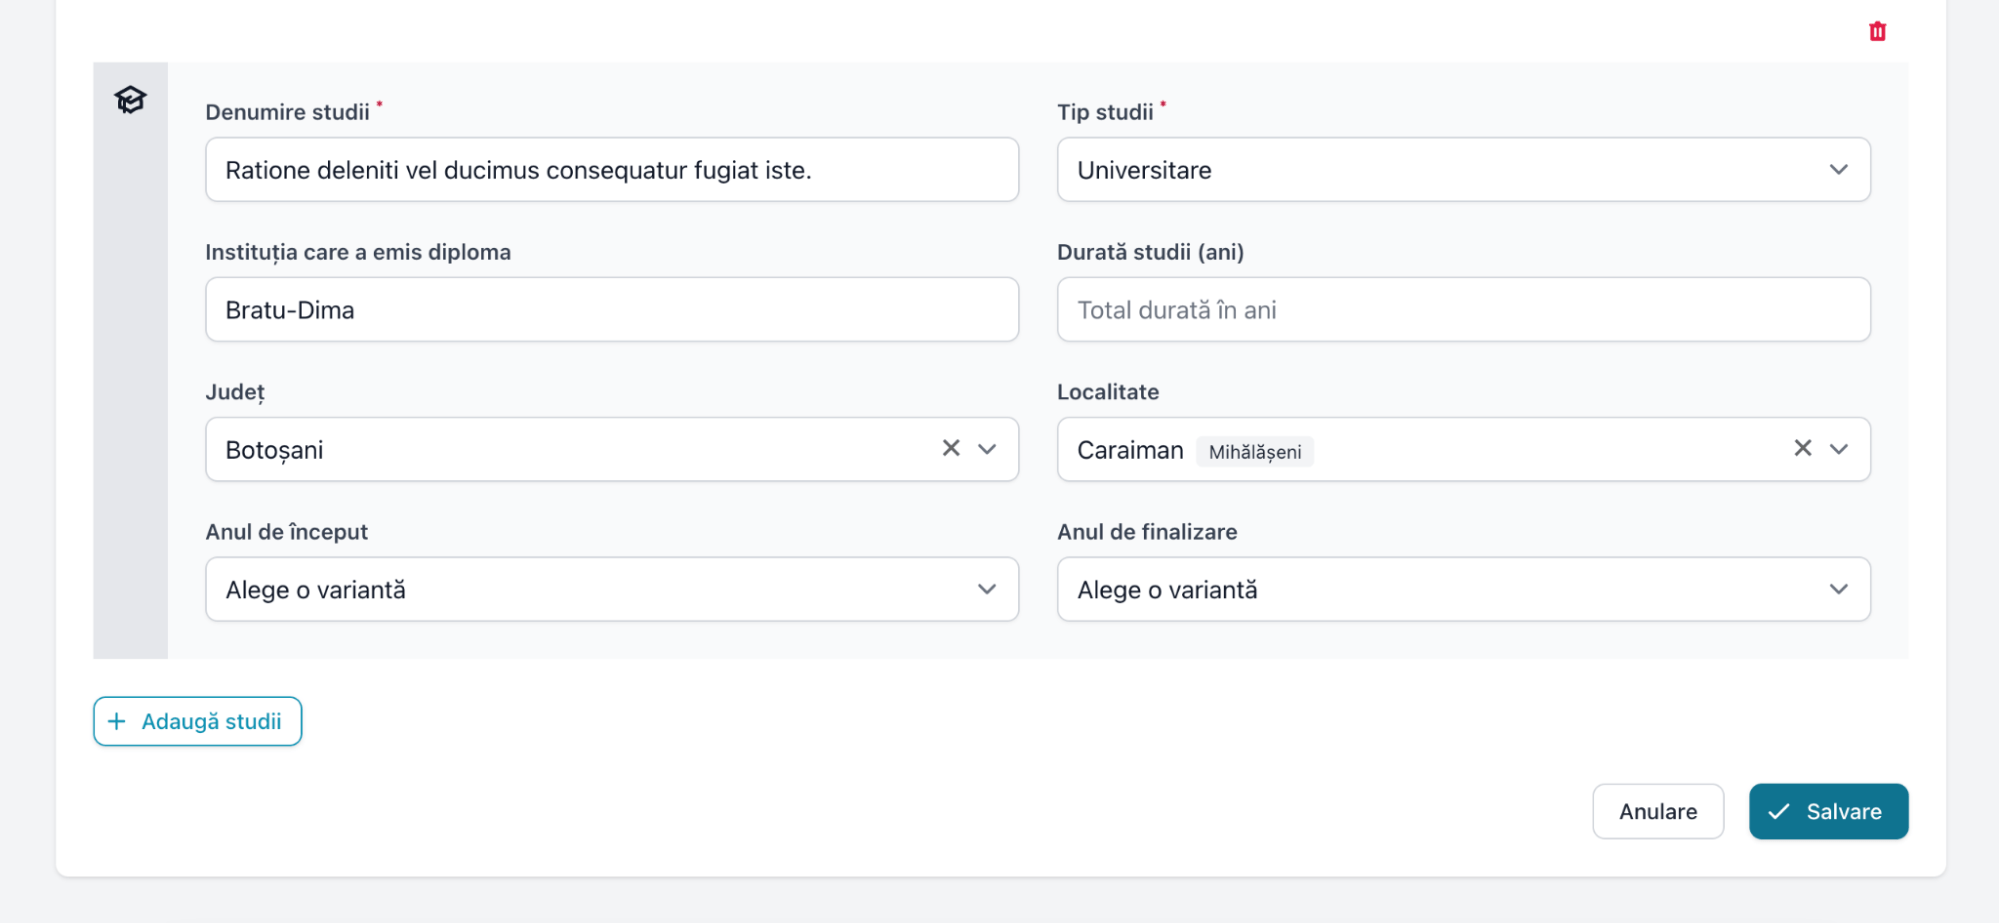 Denumire studii *
Tip studii *
Ratione deleniti vel ducimus consequatur fugiat iste.
Universitare
Instituția care a emis diploma
Durată studii (ani)
Bratu-Dima
Total durată în ani
Județ
Localitate
Botoșani
Caraiman Mihălășeni
Anul de început
Anul de finalizare
Alege o variantă
Alege o variantă
+ Adaugă studii
Anulare
Salvare